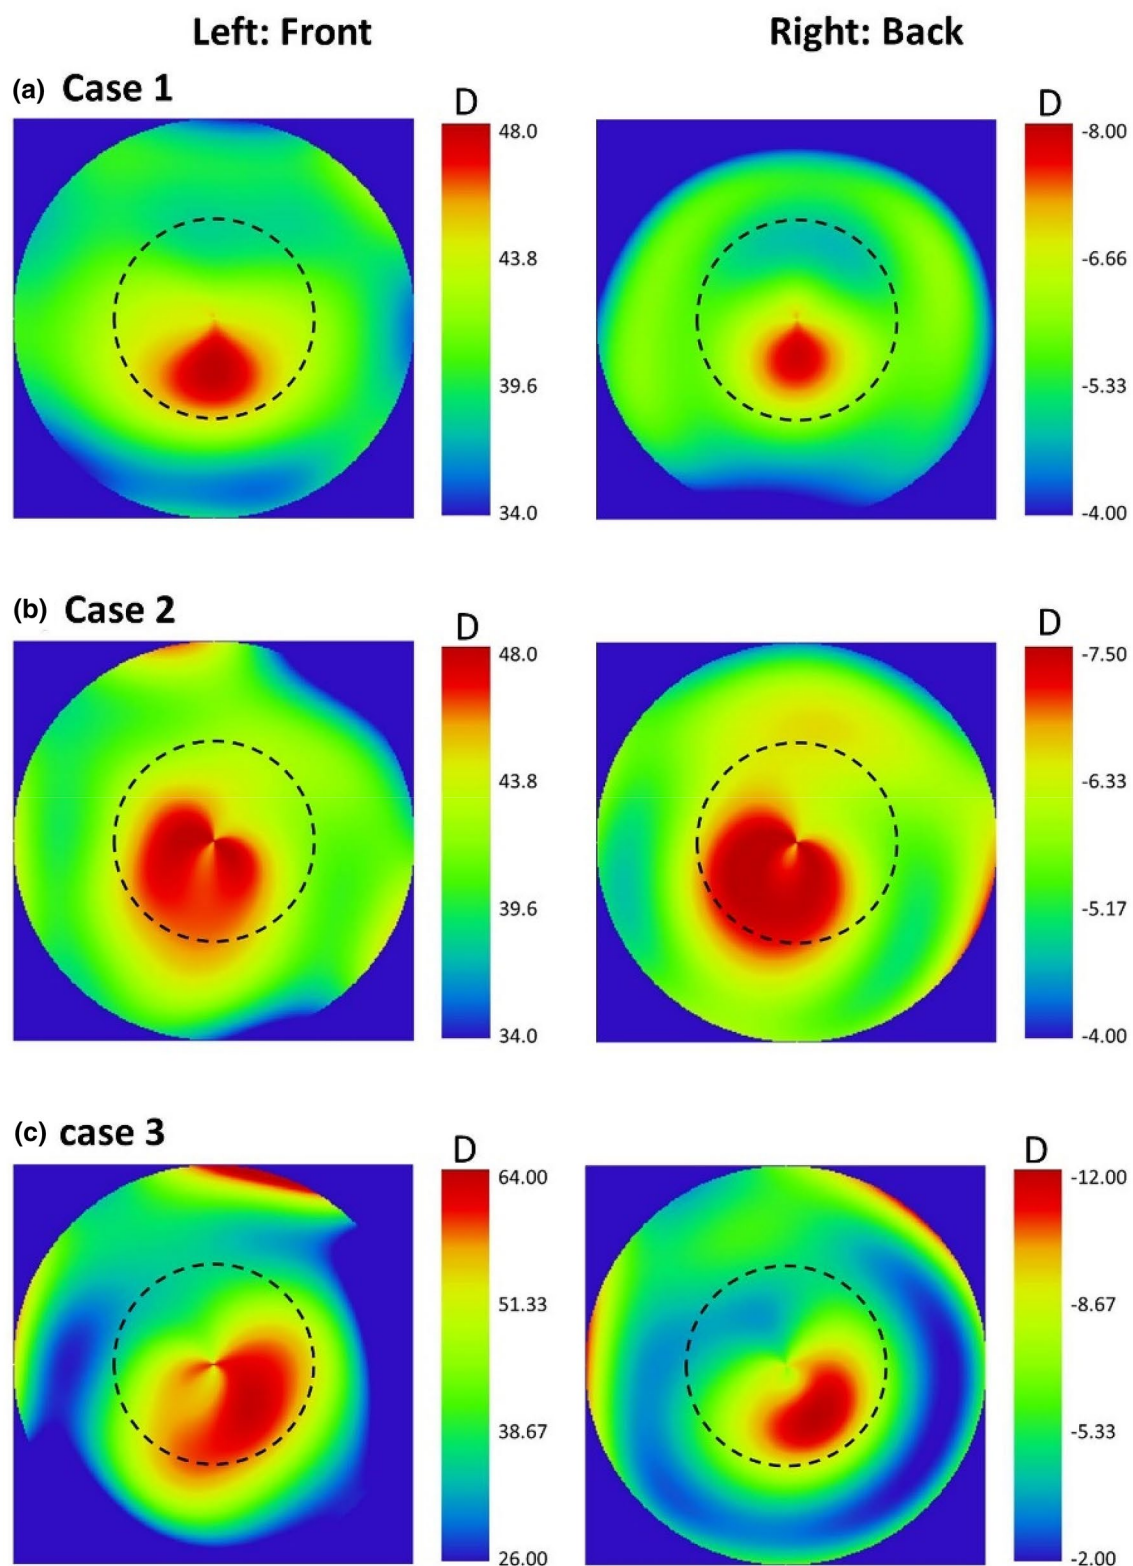 Left: Front Right: Back
(a) Case 1
D D
48.0 -8.00
43.8 -6.66
39.6 -5.33
34.0 -4.00
(b) Case 2
D D
48.0 -7.50
43.8 -6.33
39.6 -5.17
34.0 -4.00
(c) case 3
D D
64.00 -12.00
51.33 -8.67
38.67 -5.33
26.00 -2.00